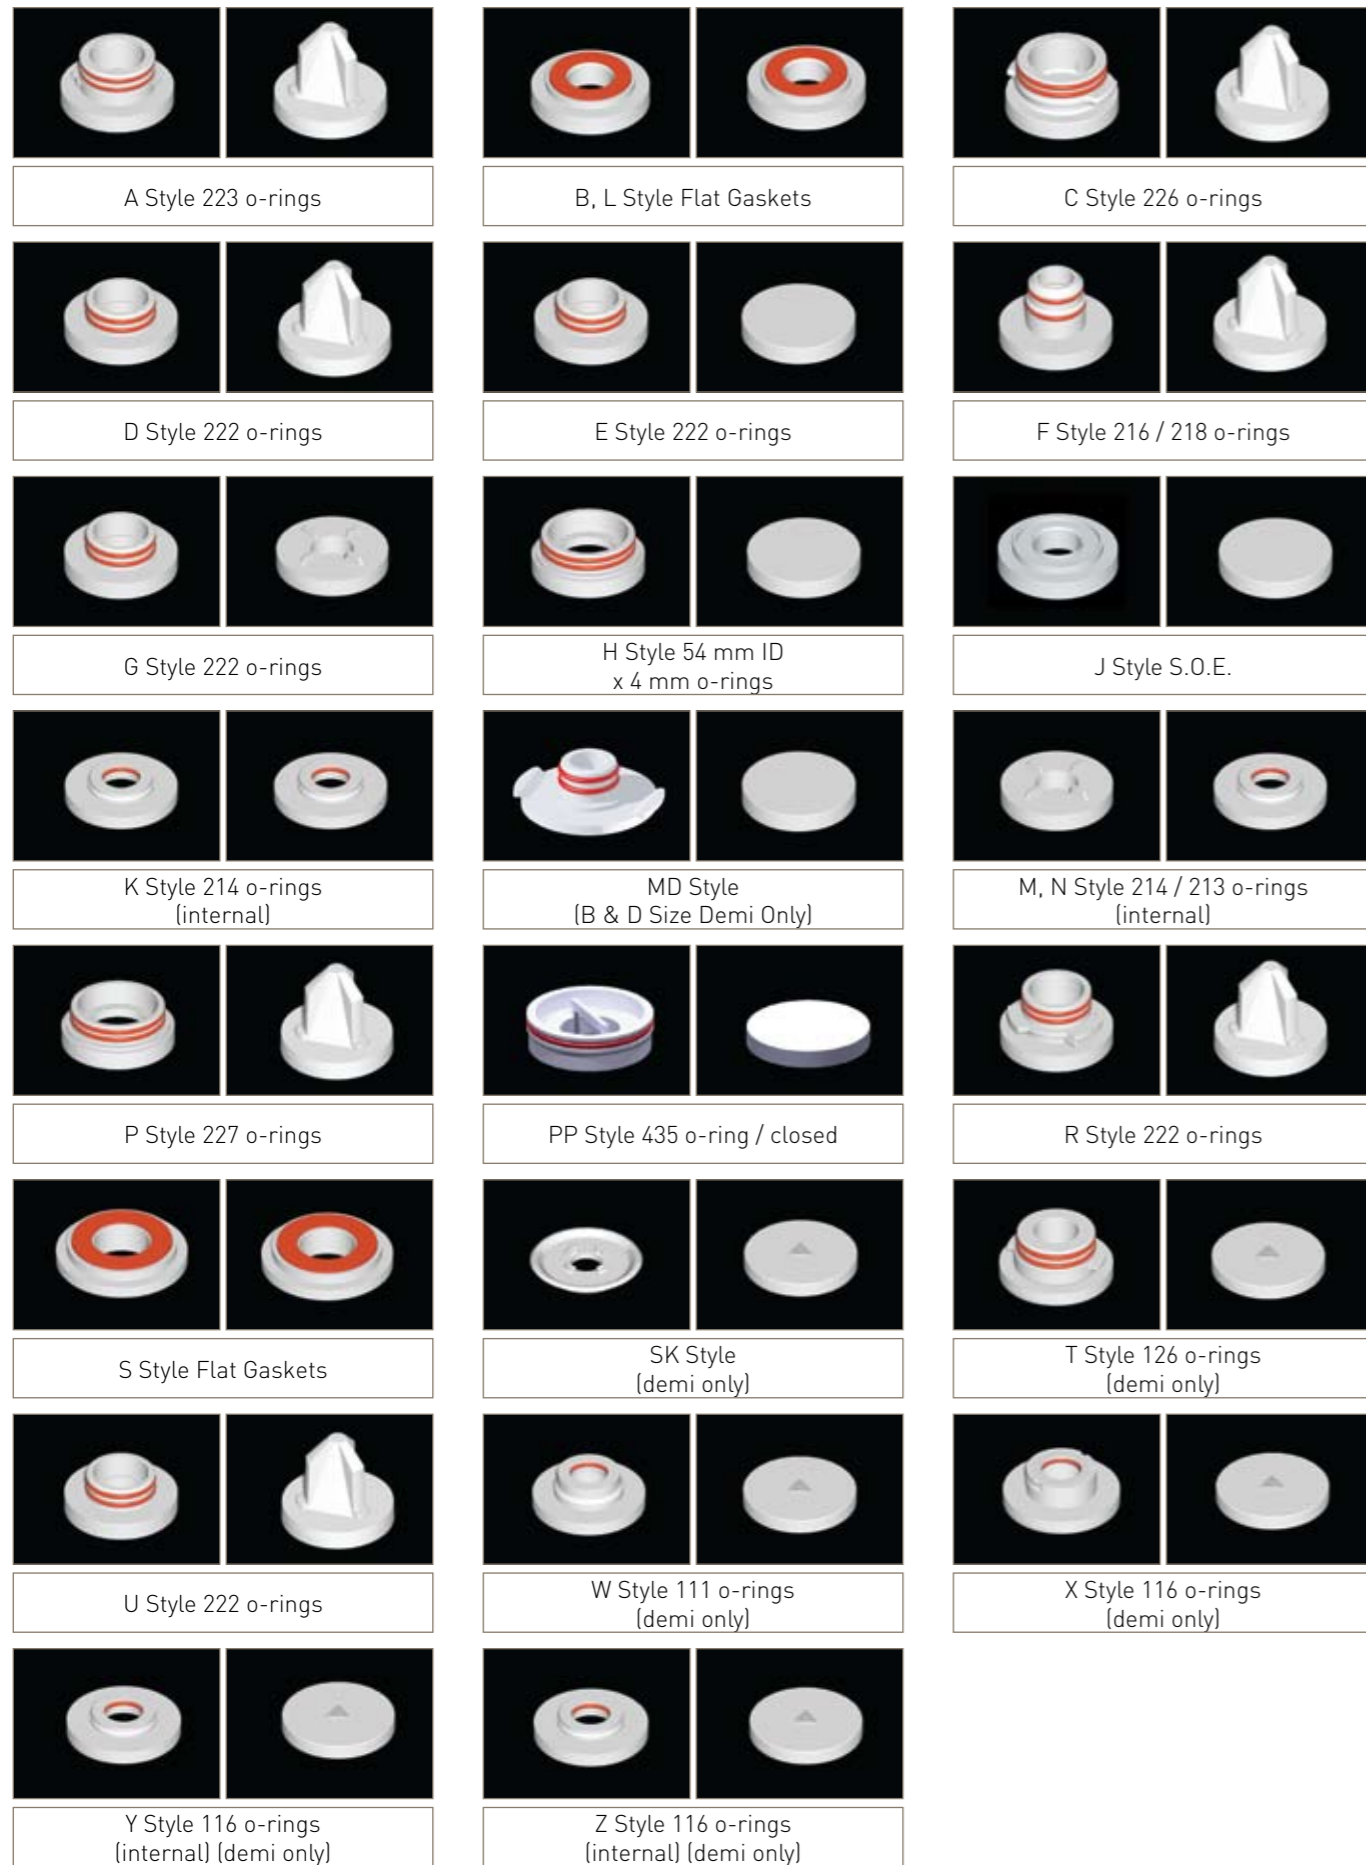 A Style 223 o-rings
B, L Style Flat Gaskets
C Style 226 o-rings
D Style 222 o-rings
E Style 222 o-rings
F Style 216 / 218 o-rings
G Style 222 o-rings
H Style 54 mm ID
x 4 mm o-rings
J Style S.O.E.
K Style 214 o-rings
(internal)
MD Style
(B & D Size Demi Only)
M, N Style 214 / 213 o-rings
(internal)
P Style 227 o-rings
PP Style 435 o-ring / closed
R Style 222 o-rings
S Style Flat Gaskets
SK Style
(demi only)
T Style 126 o-rings
(demi only)
U Style 222 o-rings
W Style 111 o-rings
(demi only)
X Style 116 o-rings
(demi only)
Y Style 116 o-rings
(internal) (demi only)
Z Style 116 o-rings
(internal) (demi only)